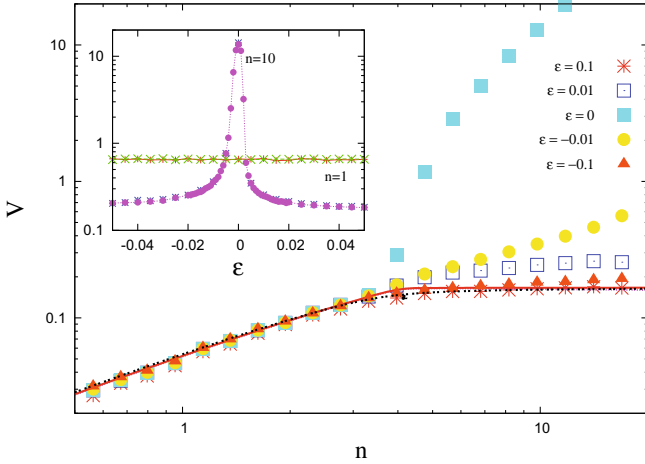 10
1
0.1
V
10
1
0.1
n=10
n=1
-0.04
-0.02
0
0.02
0.04
ε
ε = 0.1
ε = 0.01
ε = 0
ε = −0.01
ε = −0.1
1
10
n